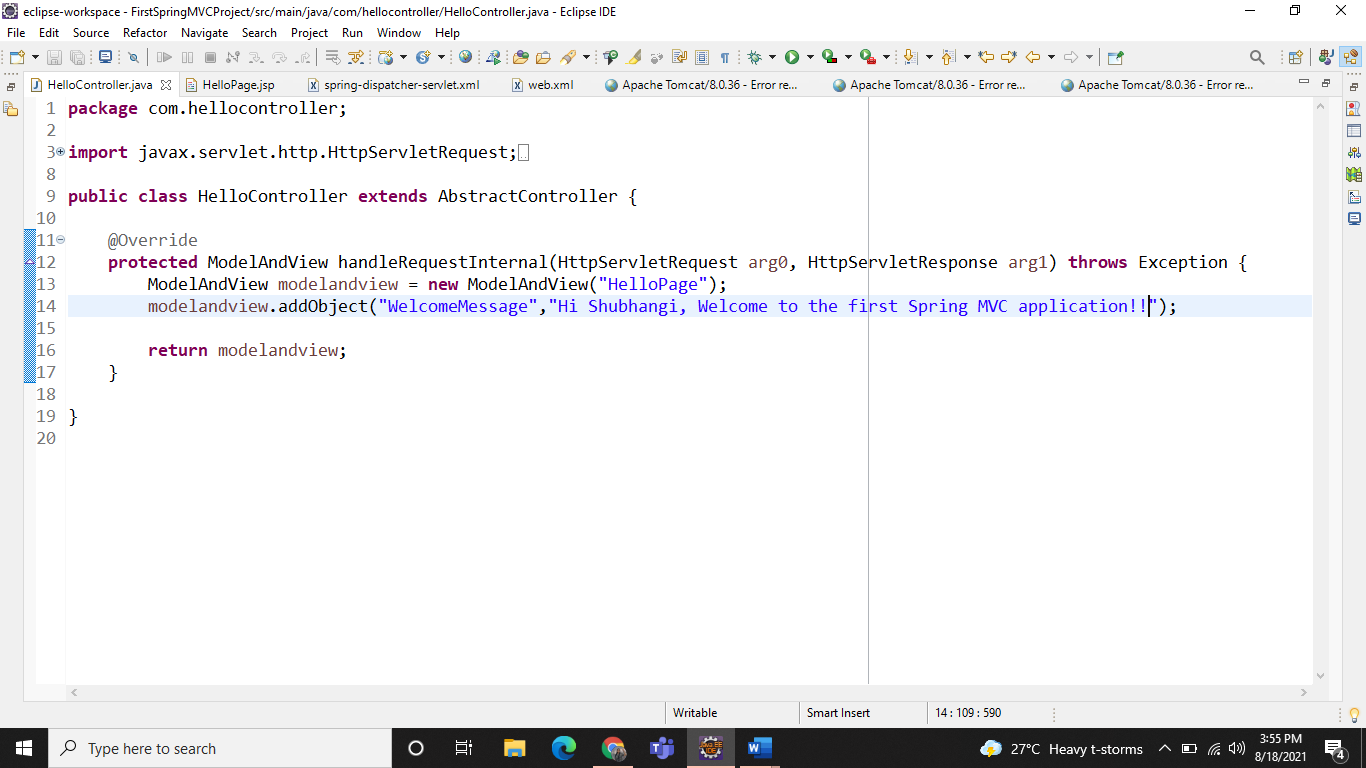 eclipse-workspace - FirstSpringMVCProject/src/main/java/com/hellocontroller/HelloController.java - Eclipse IDE
File Edit Source Refactor Navigate Search Project Run Window Help
HelloController.java HelloPage.jsp spring-dispatcher-servlet.xml web.xml Apache Tomcat/8.0.36 - Error re... Apache Tomcat/8.0.36 - Error re... Apache Tomcat/8.0.36 - Error re...
1 package com.hellocontroller;
2
3 import javax.servlet.http.HttpServletRequest;
8
9 public class HelloController extends AbstractController {
10
11 @Override
12 protected ModelAndView handleRequestInternal(HttpServletRequest arg0, HttpServletResponse arg1) throws Exception {
13 ModelAndView modelandview = new ModelAndView("HelloPage");
14 modelandview.addObject("WelcomeMessage","Hi Shubhangi, Welcome to the first Spring MVC application!!");
15
16 return modelandview;
17 }
18
19 }
20
Writable Smart Insert 14 : 109 : 590
Type here to search 27°C Heavy t-storms 3:55 PM
8/18/2021 4